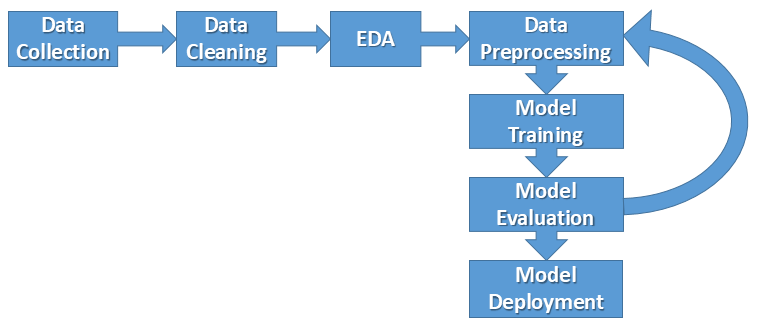 Data
Collection
Data
Cleaning
EDA
Data
Preprocessing
Model
Training
Model
Evaluation
Model
Deployment